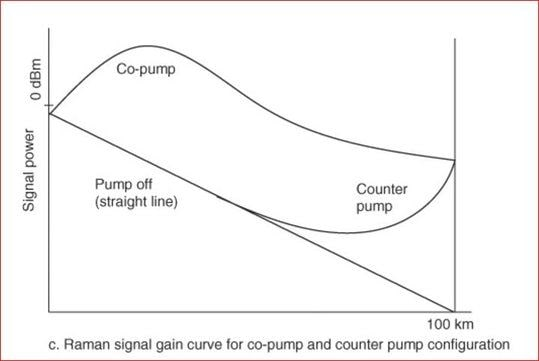 0 dBm
Signal power
Co-pump
Pump off
(straight line)
Counter
pump
100 km
c. Raman signal gain curve for co-pump and counter pump configuration